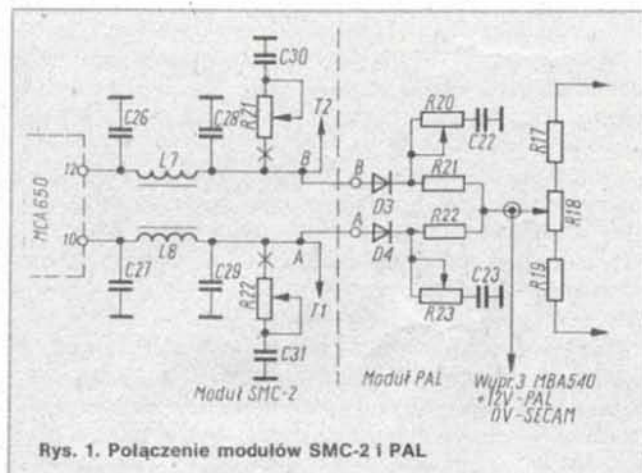 C30
R21
T2
C26
C28
12
L7
B
MCA650
10
L8
A
C27
C29
R22
T1
C31
Moduł SMC-2
R20
C22
B
D3
R21
A
D4
R22
R23
C23
R17
R18
R19
Moduł PAL
Wypr.3 MBA540
+12V-PAL
0V-SECAM
Rys. 1. Połączenie modułów SMC-2 i PAL